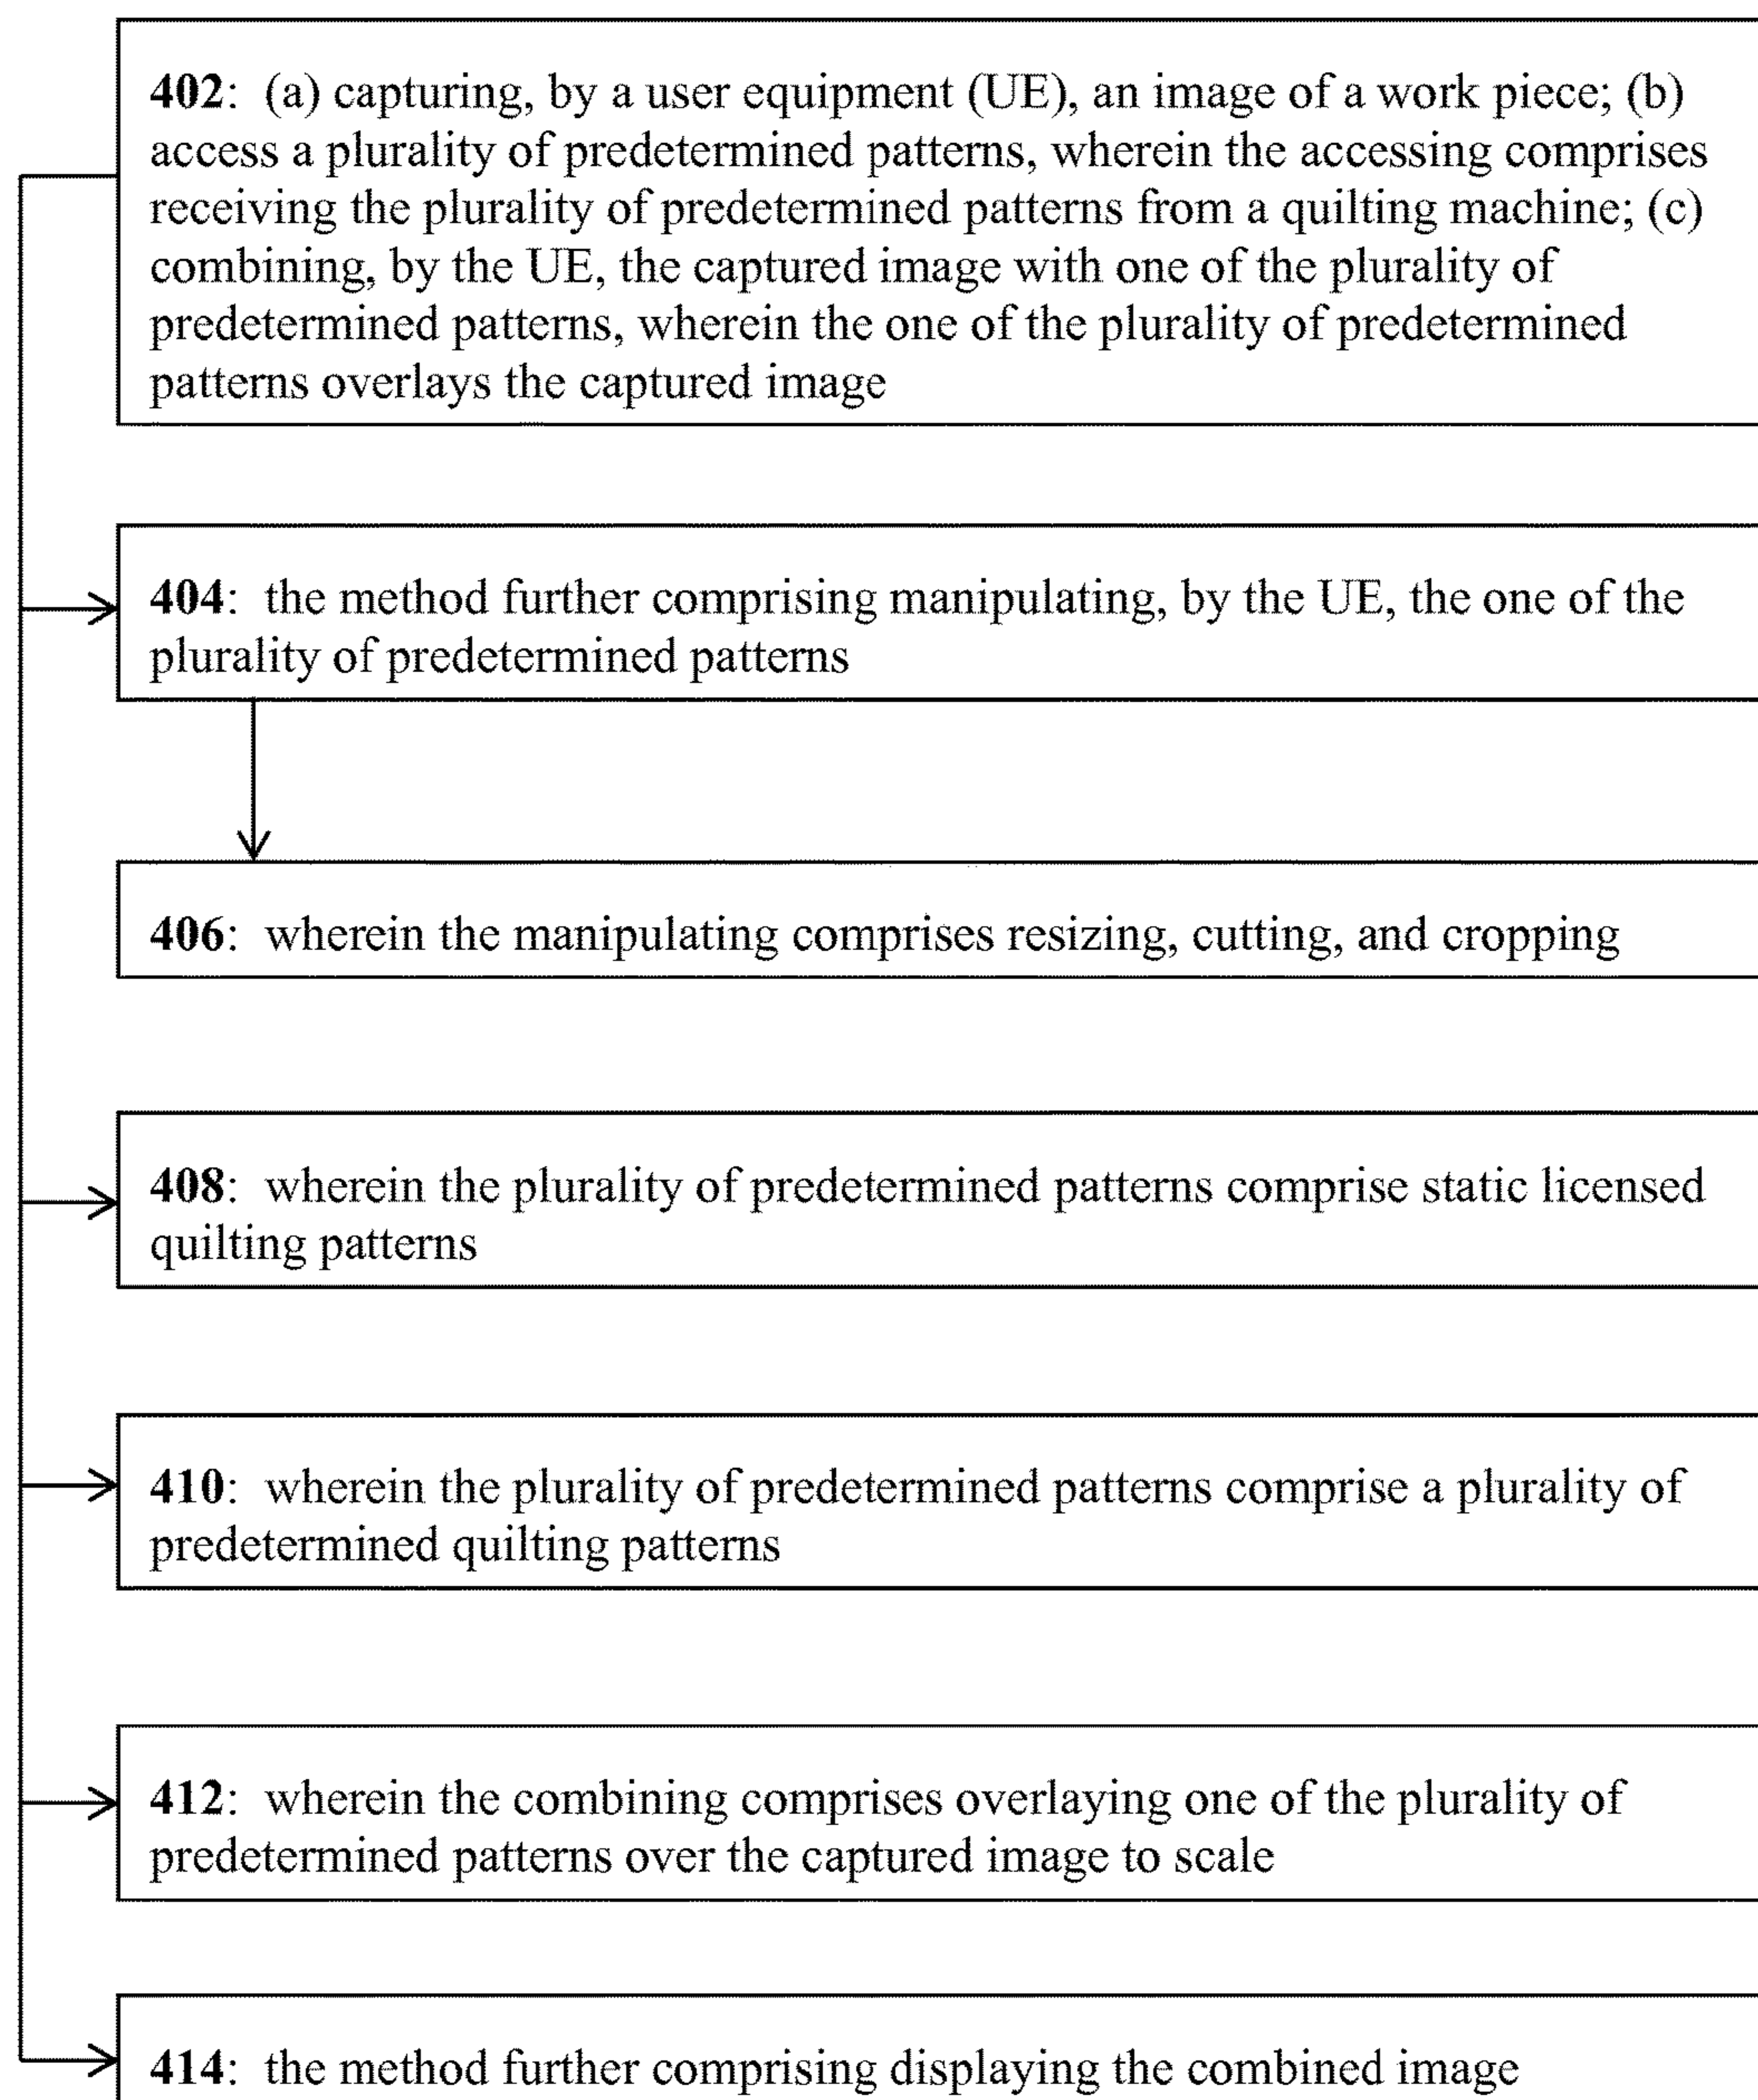 402: (a) capturing, by a user equipment (UE), an image of a work piece; (b)
access a plurality of predetermined patterns, wherein the accessing comprises
receiving the plurality of predetermined patterns from a quilting machine; (c)
combining, by the UE, the captured image with one of the plurality of
predetermined patterns, wherein the one of the plurality of predetermined
patterns overlays the captured image
404: the method further comprising manipulating, by the UE, the one of the
plurality of predetermined patterns
406: wherein the manipulating comprises resizing, cutting, and cropping
408: wherein the plurality of predetermined patterns comprise static licensed
quilting patterns
410: wherein the plurality of predetermined patterns comprise a plurality of
predetermined quilting patterns
412: wherein the combining comprises overlaying one of the plurality of
predetermined patterns over the captured image to scale
414: the method further comprising displaying the combined image